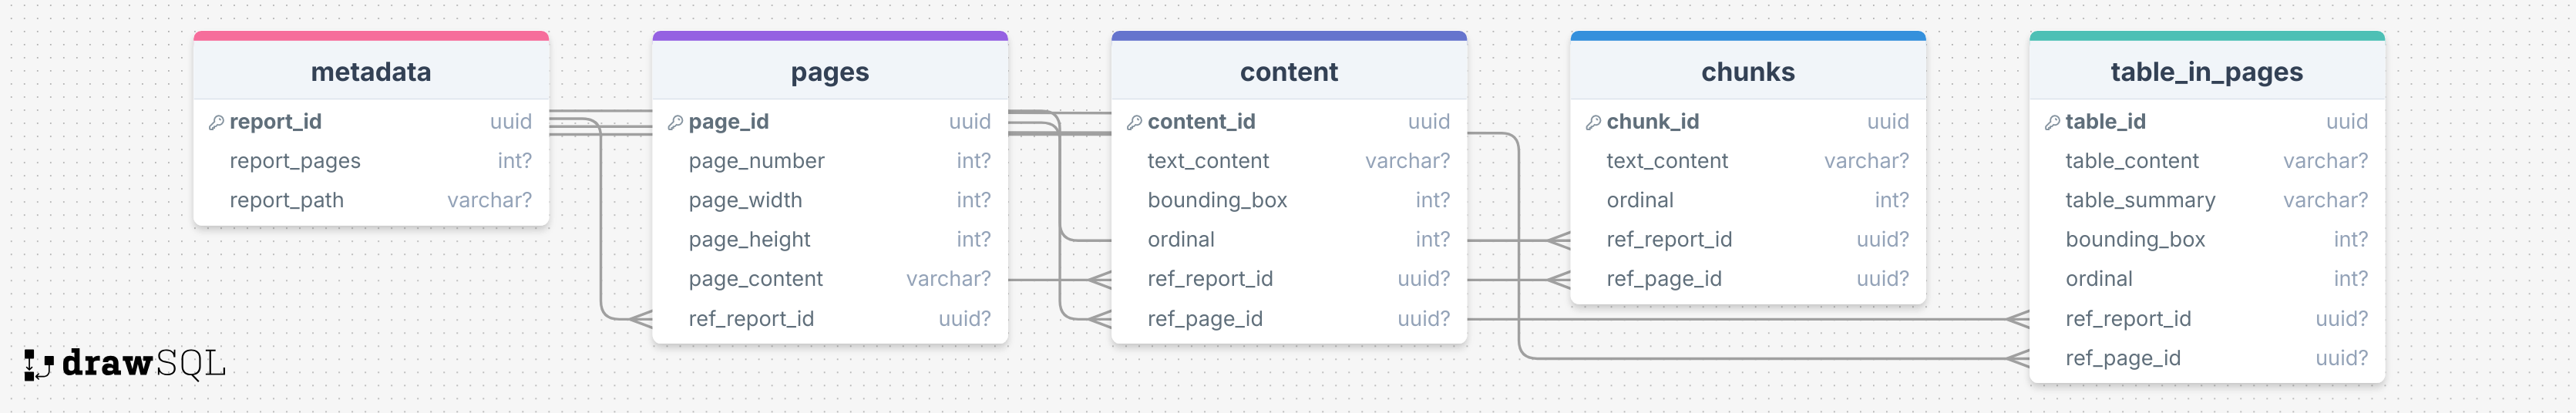 metadata
report_id uuid
report_pages int?
report_path varchar?
pages
page_id uuid
page_number int?
page_width int?
page_height int?
page_content varchar?
ref_report_id uuid?
content
content_id uuid
text_content varchar?
bounding_box int?
ordinal int?
ref_report_id uuid?
ref_page_id uuid?
chunks
chunk_id uuid
text_content varchar?
ordinal int?
ref_report_id uuid?
ref_page_id uuid?
table_in_pages
table_id uuid
table_content varchar?
table_summary varchar?
bounding_box int?
ordinal int?
ref_report_id uuid?
ref_page_id uuid?
drawSQL